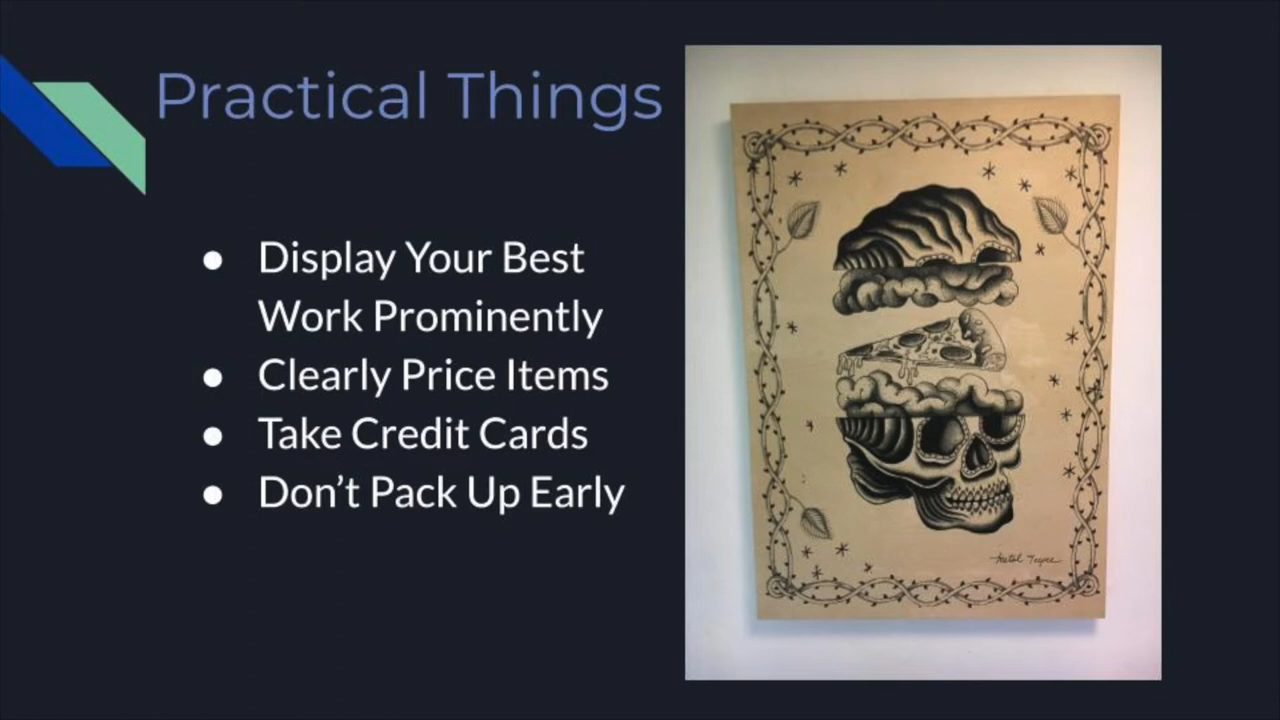 Practical Things
● Display Your Best
Work Prominently
● Clearly Price Items
● Take Credit Cards
● Don’t Pack Up Early